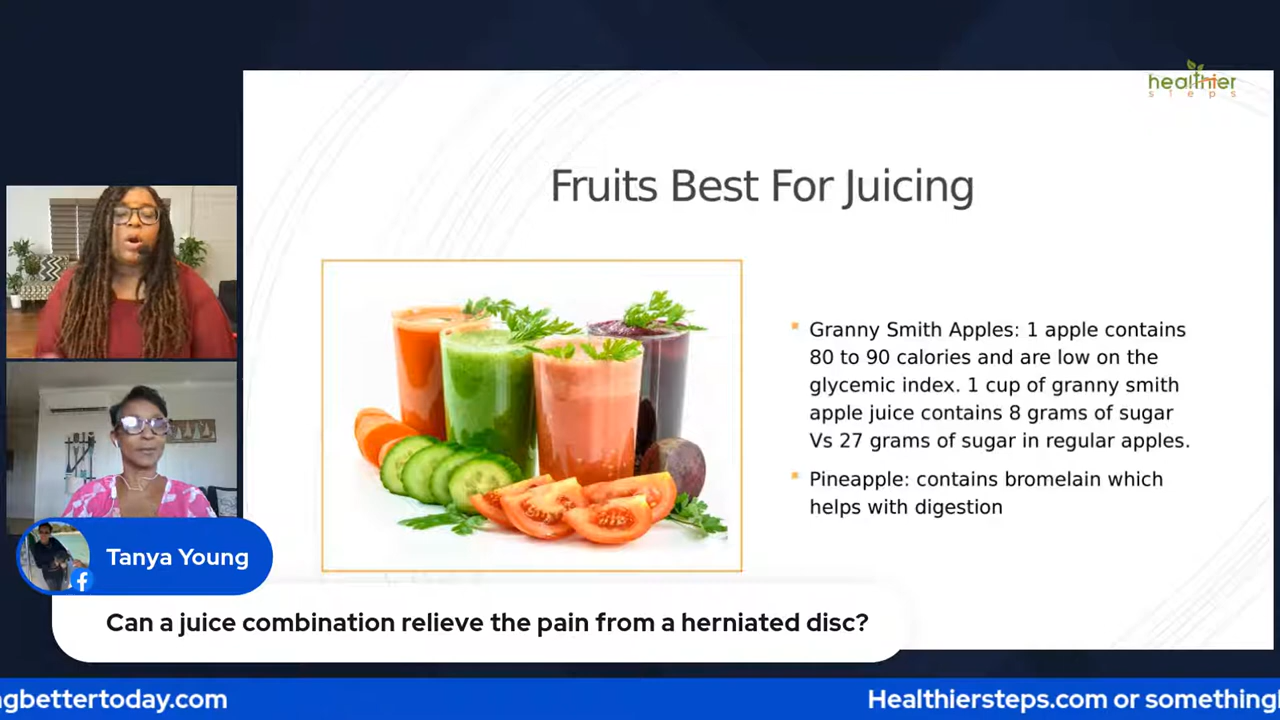 healthier
steps
Fruits Best For Juicing
Granny Smith Apples: 1 apple contains
80 to 90 calories and are low on the
glycemic index. 1 cup of granny smith
apple juice contains 8 grams of sugar
Vs 27 grams of sugar in regular apples.
Pineapple: contains bromelain which
helps with digestion
Tanya Young
Can a juice combination relieve the pain from a herniated disc?
ngbettertoday.com
Healthiersteps.com or something